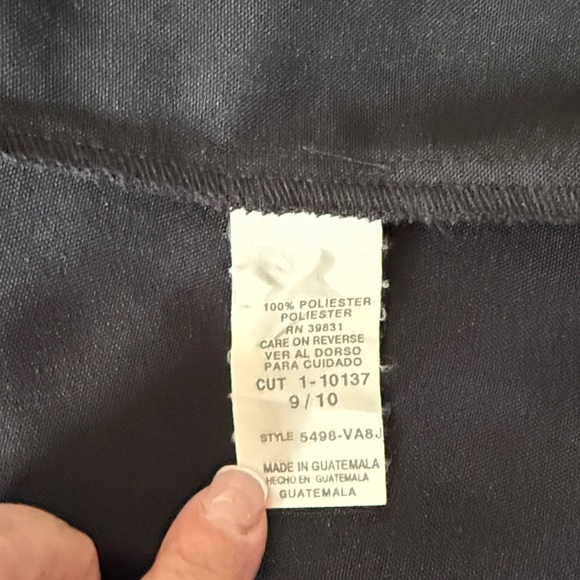 100% POLIESTER
POLIESTER
RN 39831
CARE ON REVERSE
VER AL DORSO
PARA CUIDADO
CUT 1-10137
9/10
STYLE 5498-VA8J
MADE IN GUATEMALA
HECHO EN GUATEMALA
GUATEMALA